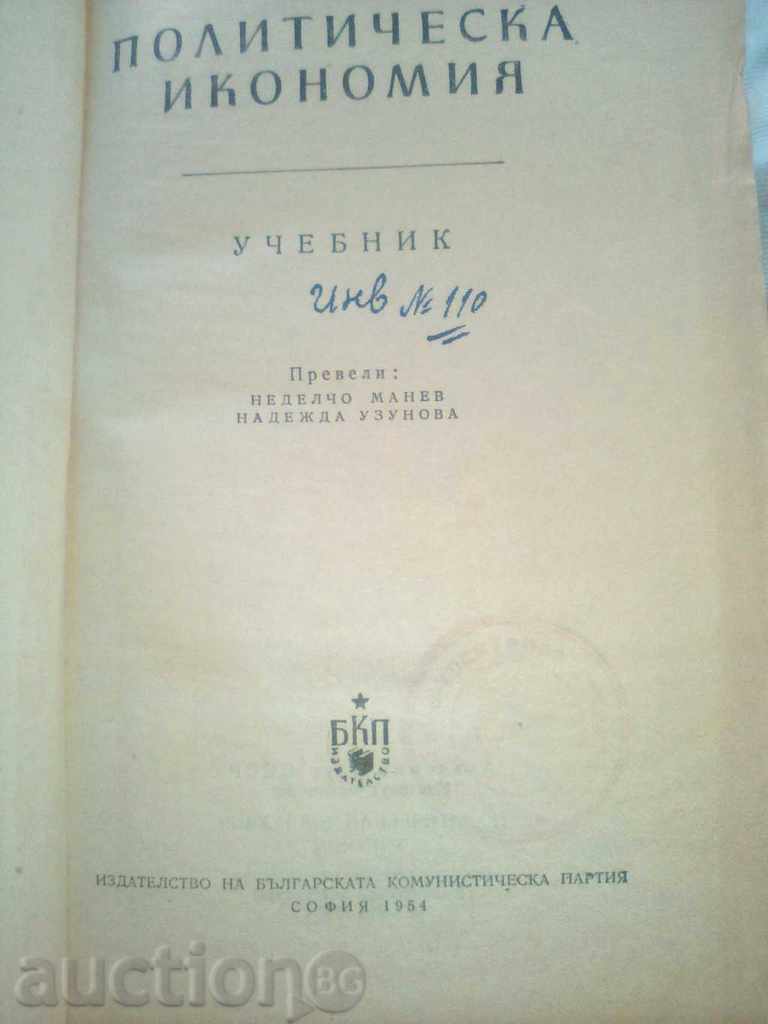 ПОЛИТИЧЕСКА
ИКОНОМИЯ
УЧЕБНИК
Инв № 110
Превели:
НЕДЕЛЧО МАНЕВ
НАДЕЖДА УЗУНОВА
БКП
ИЗДАТЕЛСТВО
ИЗДАТЕЛСТВО НА БЪЛГАРСКАТА КОМУНИСТИЧЕСКА ПАРТИЯ
СОФИЯ 1954
auction BG